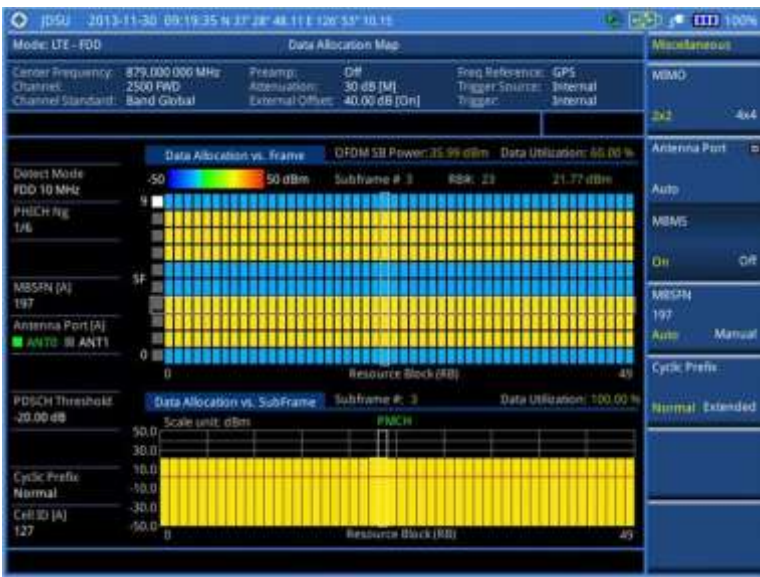 JDSU 2013-11-30 09:19:35 N 37° 28' 48.11 E 126° 53' 10.15 100%
Mode: LTE - FDD Data Allocation Map Miscellaneous
Center Frequency: 879.000 000 MHz Preamp: Off Freq Reference: GPS
Channel: 2500 FWD Attenuation: 30 dB [M] Trigger Source: Internal
Channel Standard: Band Global External Offset: 40.00 dB [On] Trigger: Internal
MIMO
2x2 4x4
Data Allocation vs. Frame OFDM SB Power: 35.99 dBm Data Utilization: 60.00 %
Antenna Port
Auto
Detect Mode
FDD 10 MHz
-50 50 dBm Subframe # 3 RB#: 23 21.77 dBm
9
PHICH Ng
1/6
MBMS
On Off
SF
MBSFN [A]
197
MBSFN
197
Auto Manual
Antenna Port [A]
ANT0 ANT1
0
0 Resource Block (RB) 49
Cyclic Prefix
Normal Extended
PDSCH Threshold
-20.00 dB
Data Allocation vs. SubFrame Subframe #: 3 Data Utilization: 100.00 %
Scale unit: dBm PMCH
50.0
30.0
10.0
-10.0
-30.0
-50.0
Cyclic Prefix
Normal
Cell ID [A]
127
0 Resource Block (RB) 49